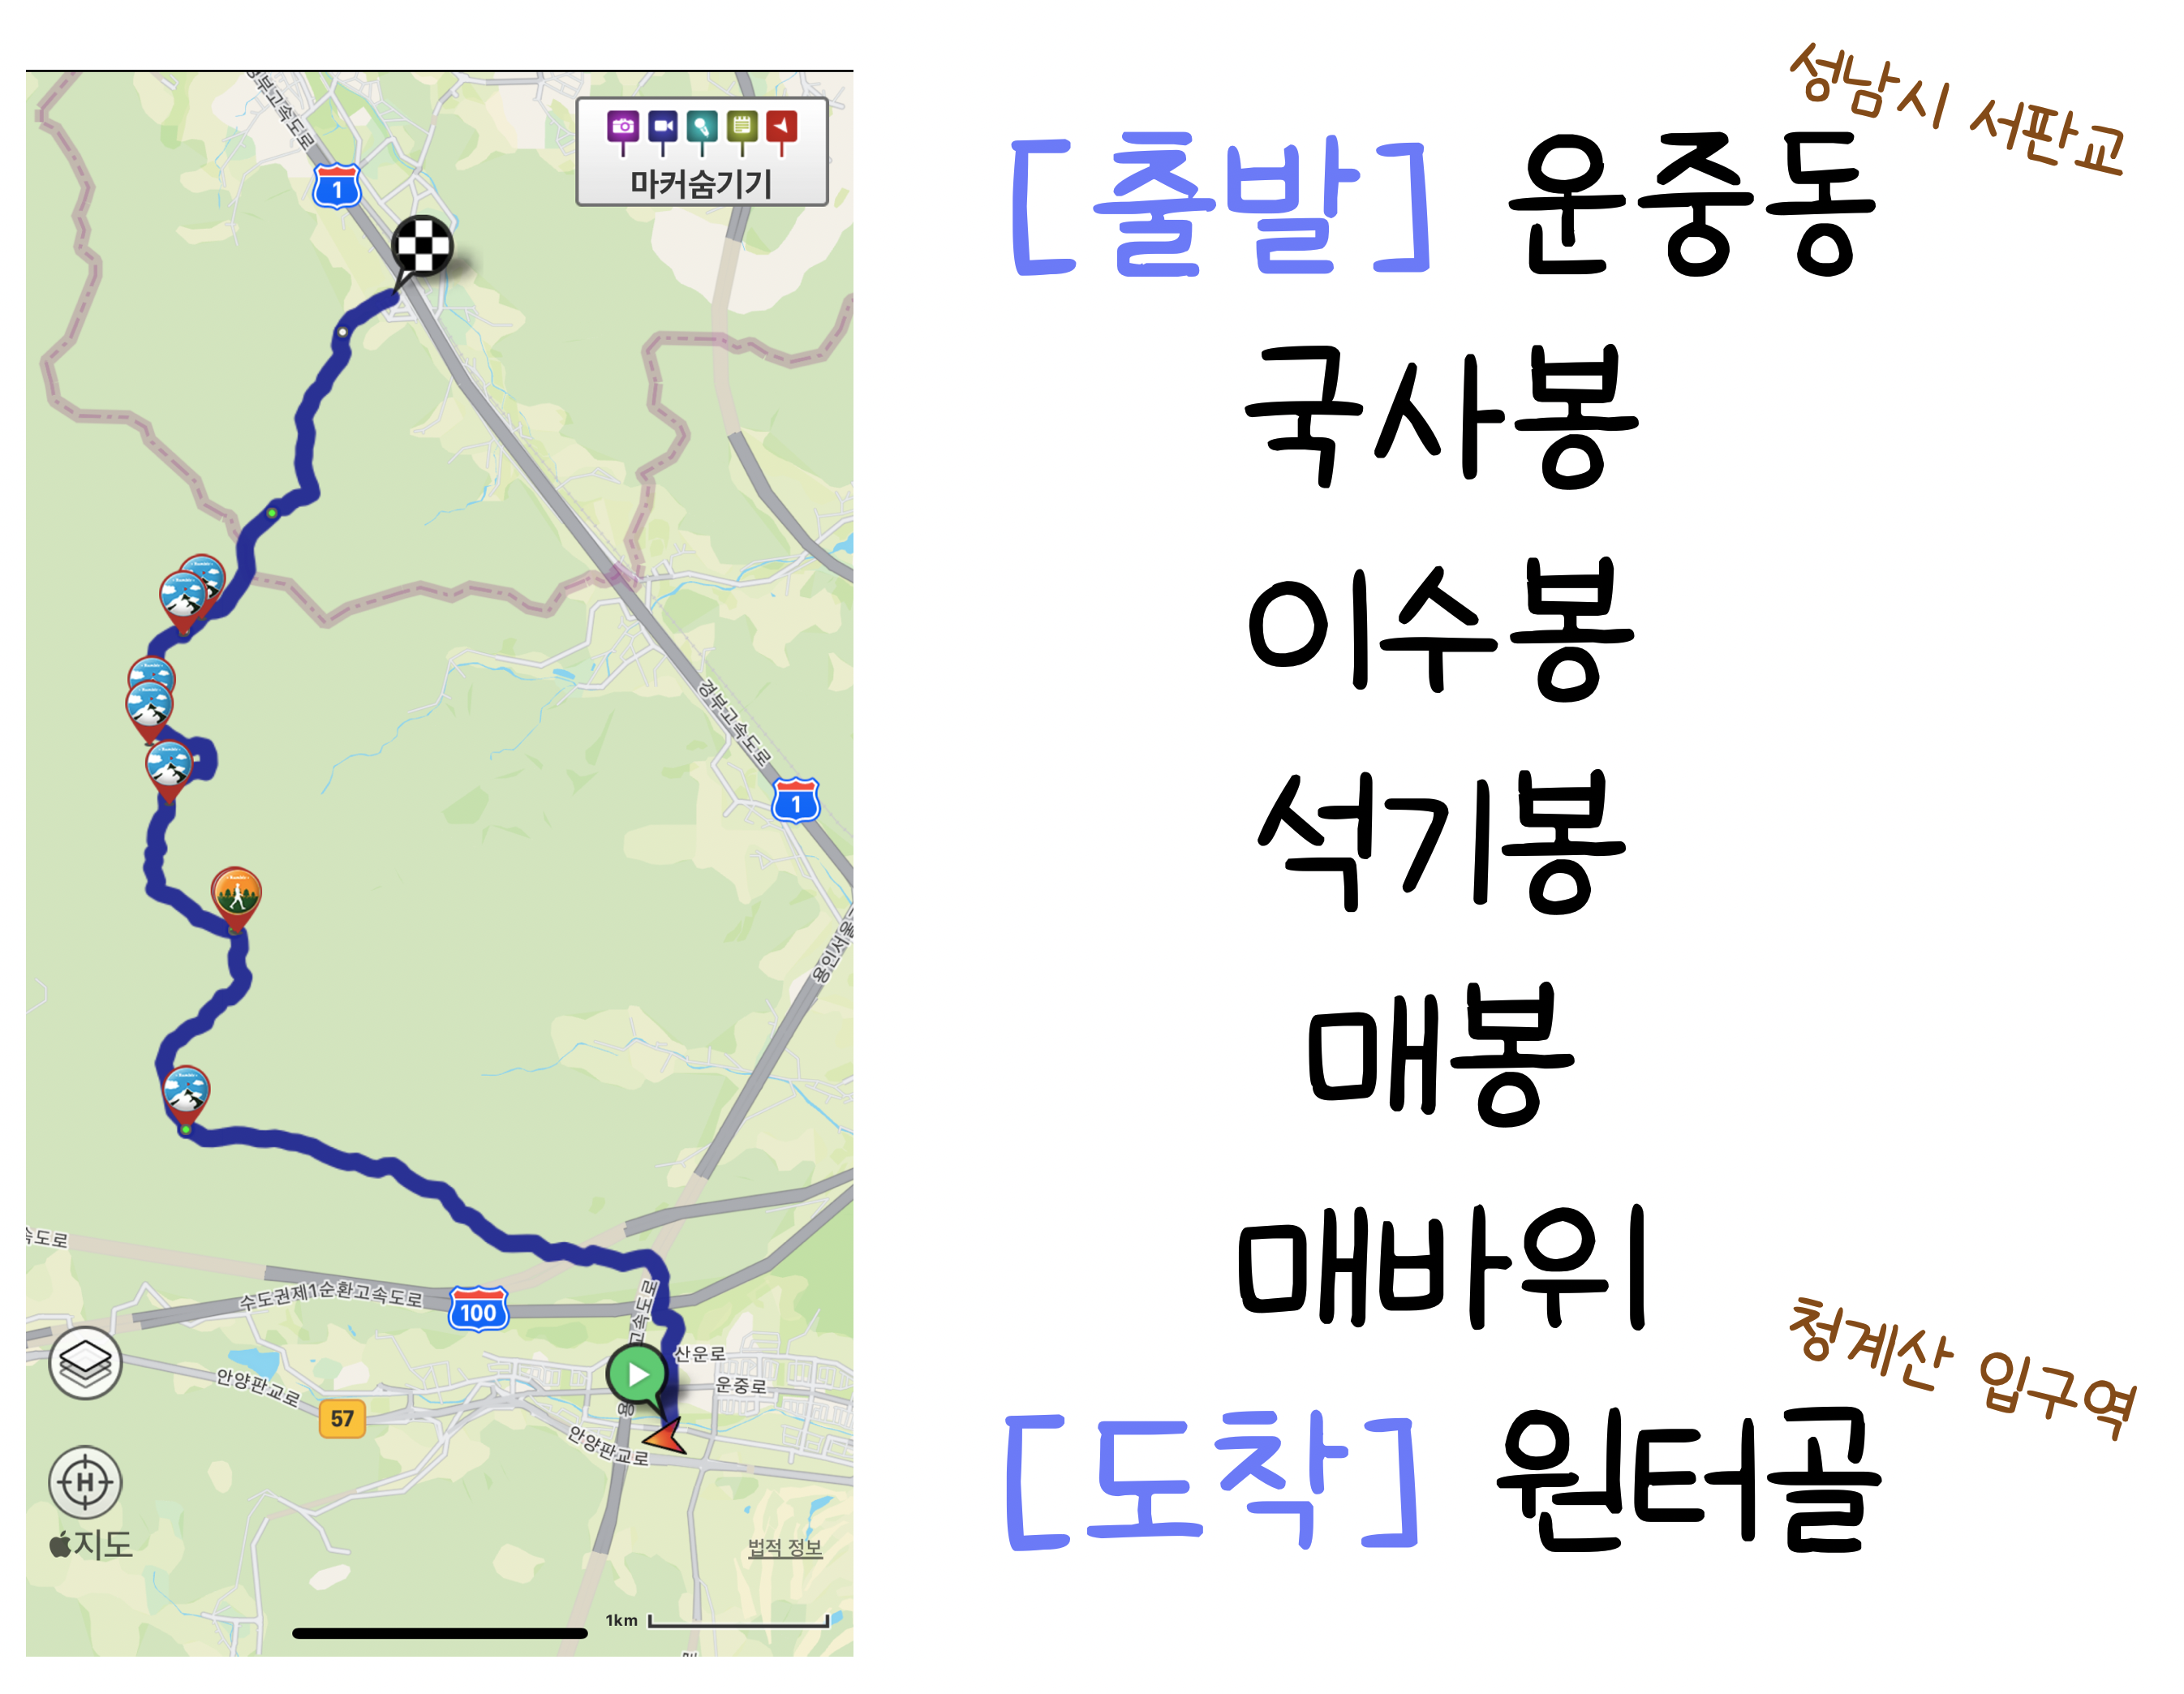 경부고속도로
1
마커숨기기
경부고속도로
1
용인서울
속도로
수도권제1순환고속도로
100
고속도로
용
산운로
운중로
안양판교로
57
안양판교로
H
지도
법적 정보
1km
성남시 서판교
[출발] 운중동
국사봉
이수봉
석기봉
매봉
매바위
청계산 입구역
[도착] 원터골